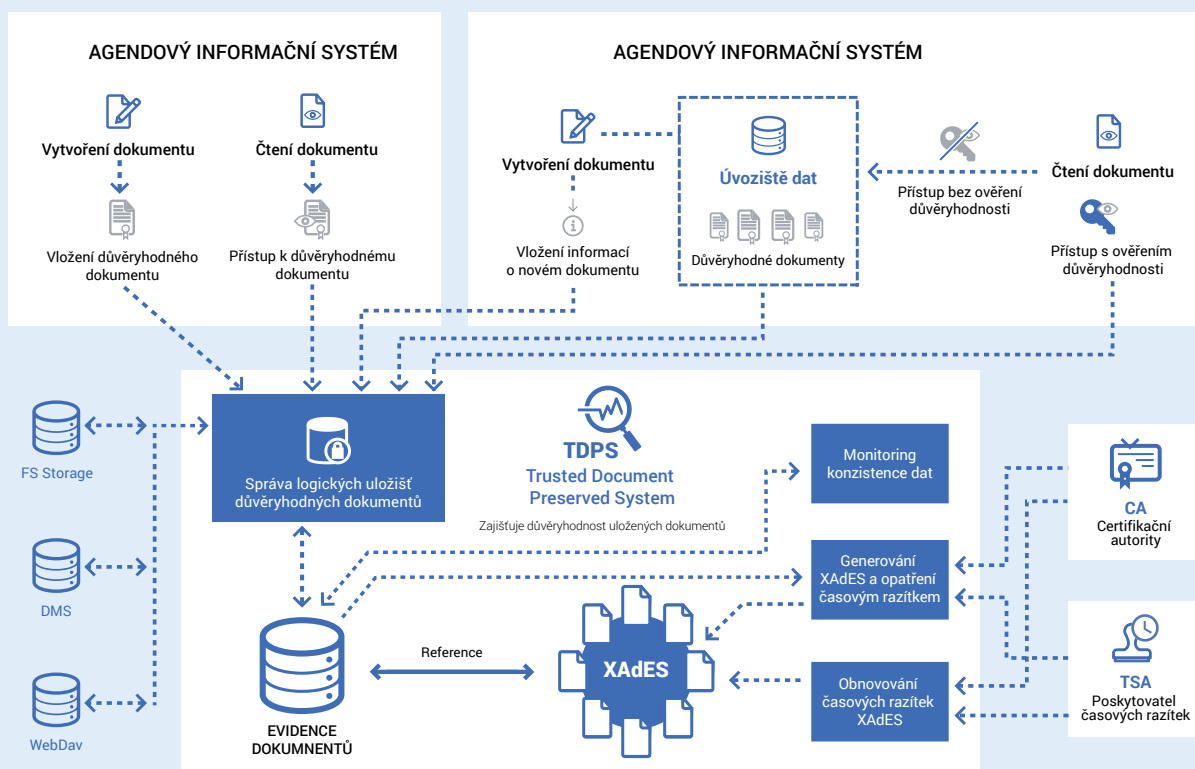 AGENDOVÝ INFORMAČNÍ SYSTÉM
Vytvoření dokumentu
Čtení dokumentu
Vložení důvěryhodného
dokumentu
Přístup k důvěryhodnému
dokumentu
AGENDOVÝ INFORMAČNÍ SYSTÉM
Vytvoření dokumentu
Vložení informací
o novém dokumentu
Úvoziště dat
Důvěryhodné dokumenty
Přístup bez ověření
důvěryhodnosti
Čtení dokumentu
Přístup s ověřením
důvěryhodnosti
FS Storage
DMS
WebDav
Správa logických uložišť
důvěryhodných dokumentů
TDPS
Trusted Document
Preserved System
Zajišťuje důvěryhodnost uložených dokumentů
Monitoring
konzistence dat
Generování
XAdES a opatření
časovým razítkem
Obnovování
časových razítek
XAdES
EVIDENCE
DOKUMNENTŮ
Reference
XAdES
CA
Certifikační
autority
TSA
Poskytovatel
časových razítek